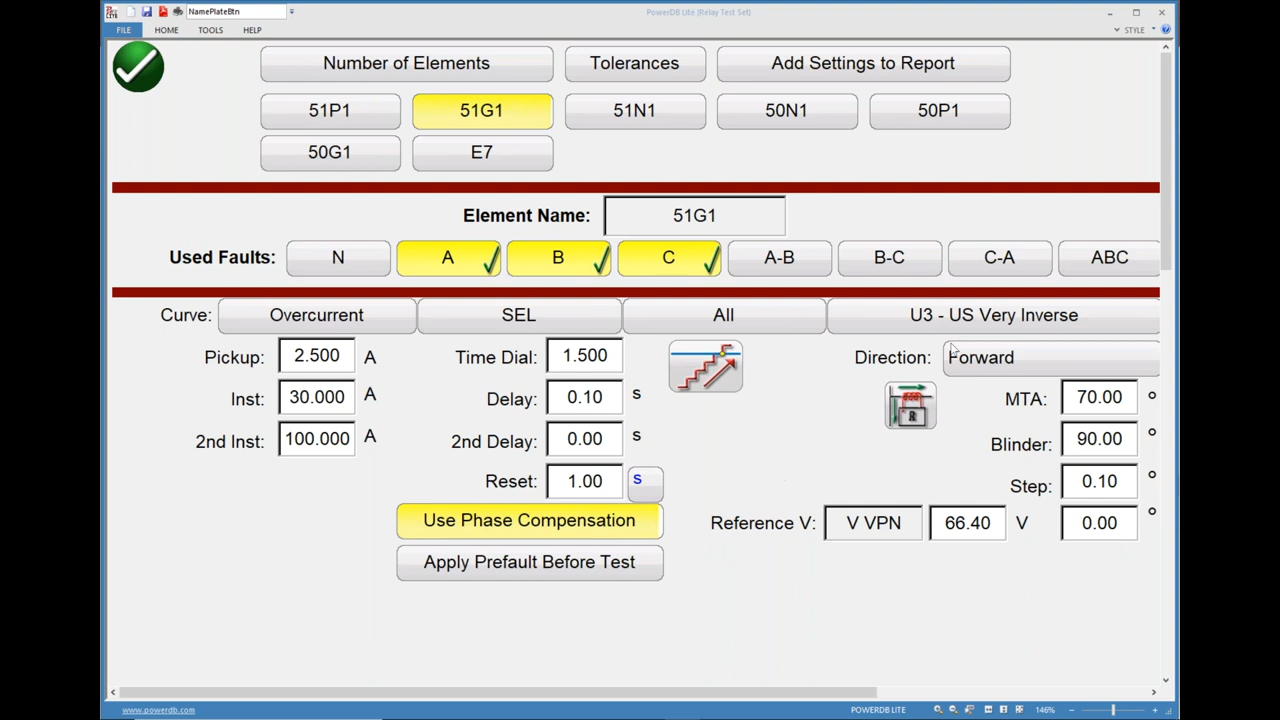 NamePlateBtn
PowerDB Lite (Relay Test Set)
FILE HOME TOOLS HELP STYLE
Number of Elements Tolerances Add Settings to Report
51P1 51G1 51N1 50N1 50P1
50G1 E7
Element Name: 51G1
Used Faults: N A B C A-B B-C C-A ABC
Curve: Overcurrent SEL All U3 - US Very Inverse
Pickup: 2.500 A Time Dial: 1.500 Direction: Forward
Inst: 30.000 A Delay: 0.10 s R MTA: 70.00 °
2nd Inst: 100.000 A 2nd Delay: 0.00 s Blinder: 90.00 °
Reset: 1.00 s Step: 0.10 °
Use Phase Compensation Reference V: V VPN 66.40 V 0.00 °
Apply Prefault Before Test
www.powerdb.com POWERDB LITE 146%